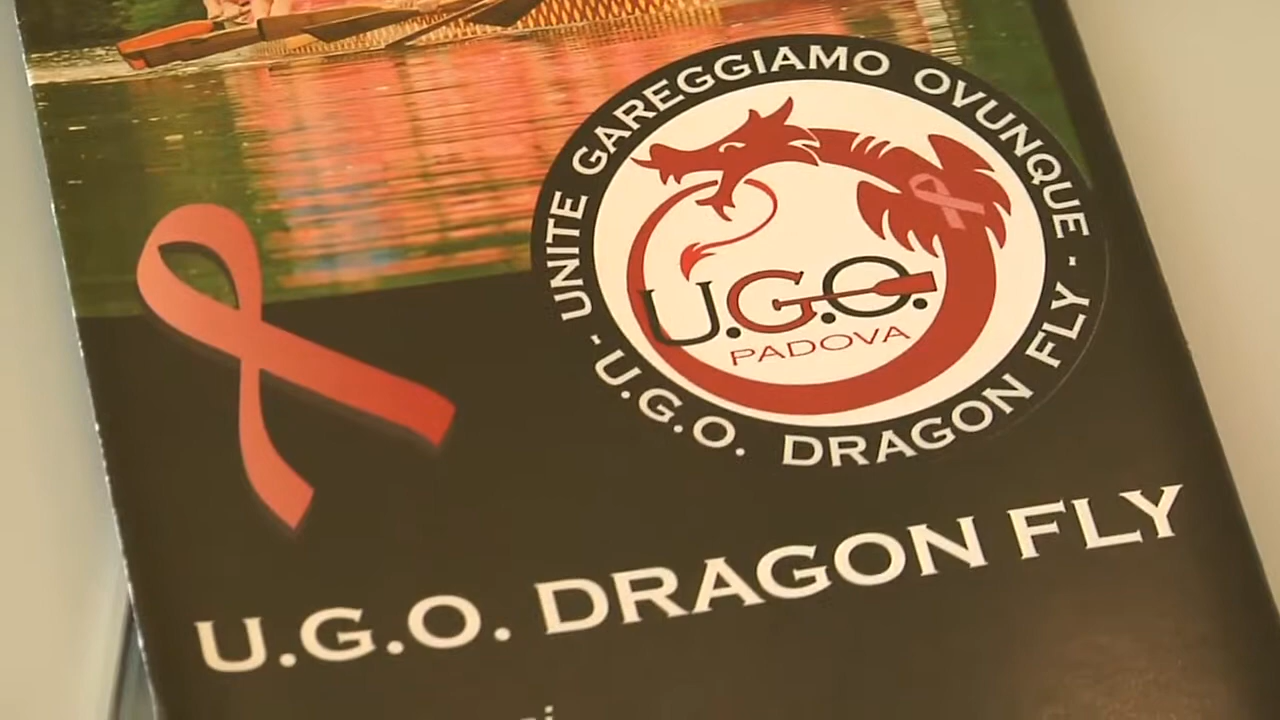 UNITE GAREGGIAMO OVUNQUE -
- U.G.O. DRAGON FLY
U.G.O.
PADOVA
U.G.O. DRAGON FLY